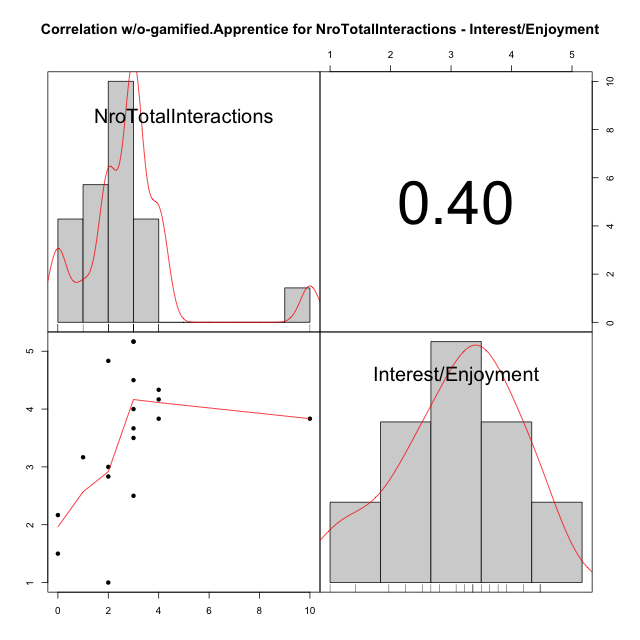 Correlation w/o-gamified.Apprentice for NroTotalInteractions - Interest/Enjoyment
1 2 3 4 5
NroTotalInteractions
0.40
0 2 4 6 8 10
Interest/Enjoyment
1 2 3 4 5
0 2 4 6 8 10